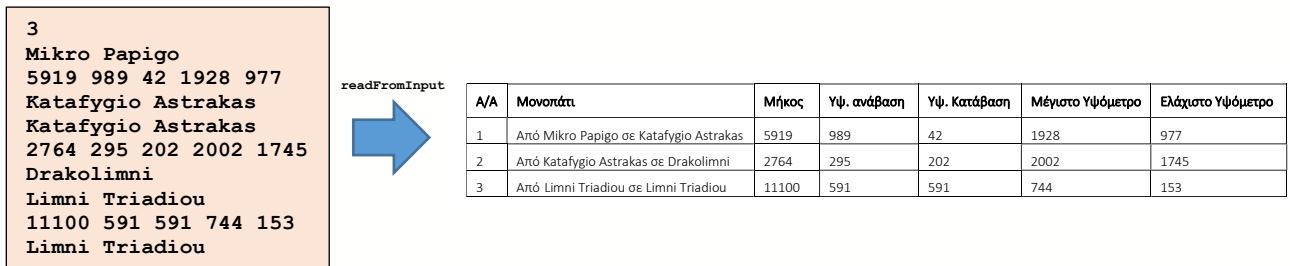 3
Mikro Papigo
5919 989 42 1928 977
Katafygio Astrakas
Katafygio Astrakas
2764 295 202 2002 1745
Drakolimni
Limni Triadiou
11100 591 591 744 153
Limni Triadiou
readFromInput
Α/Α Μονοπάτι Μήκος Υψ. ανάβαση Υψ. Κατάβαση Μέγιστο Υψόμετρο Ελάχιστο Υψόμετρο
1 Από Mikro Papigo σε Katafygio Astrakas 5919 989 42 1928 977
2 Από Katafygio Astrakas σε Drakolimni 2764 295 202 2002 1745
3 Από Limni Triadiou σε Limni Triadiou 11100 591 591 744 153